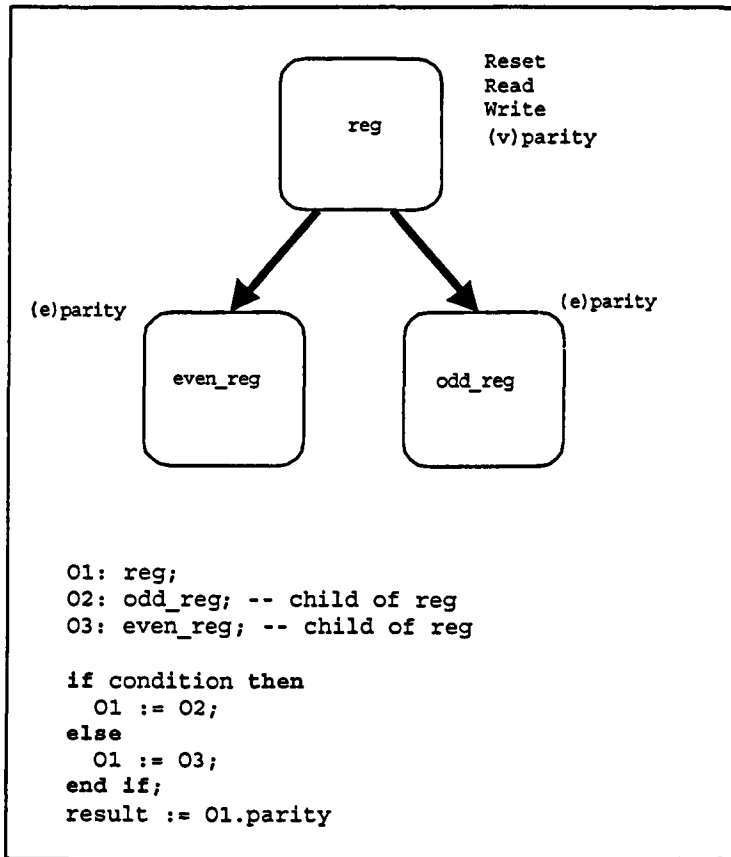 Reset
Read
Write
(v)parity
reg
(e)parity
(e)parity
even_reg
odd_reg
O1: reg;
O2: odd_reg; -- child of reg
O3: even_reg; -- child of reg
if condition then
O1 := O2;
else
O1 := O3;
end if;
result := O1.parity